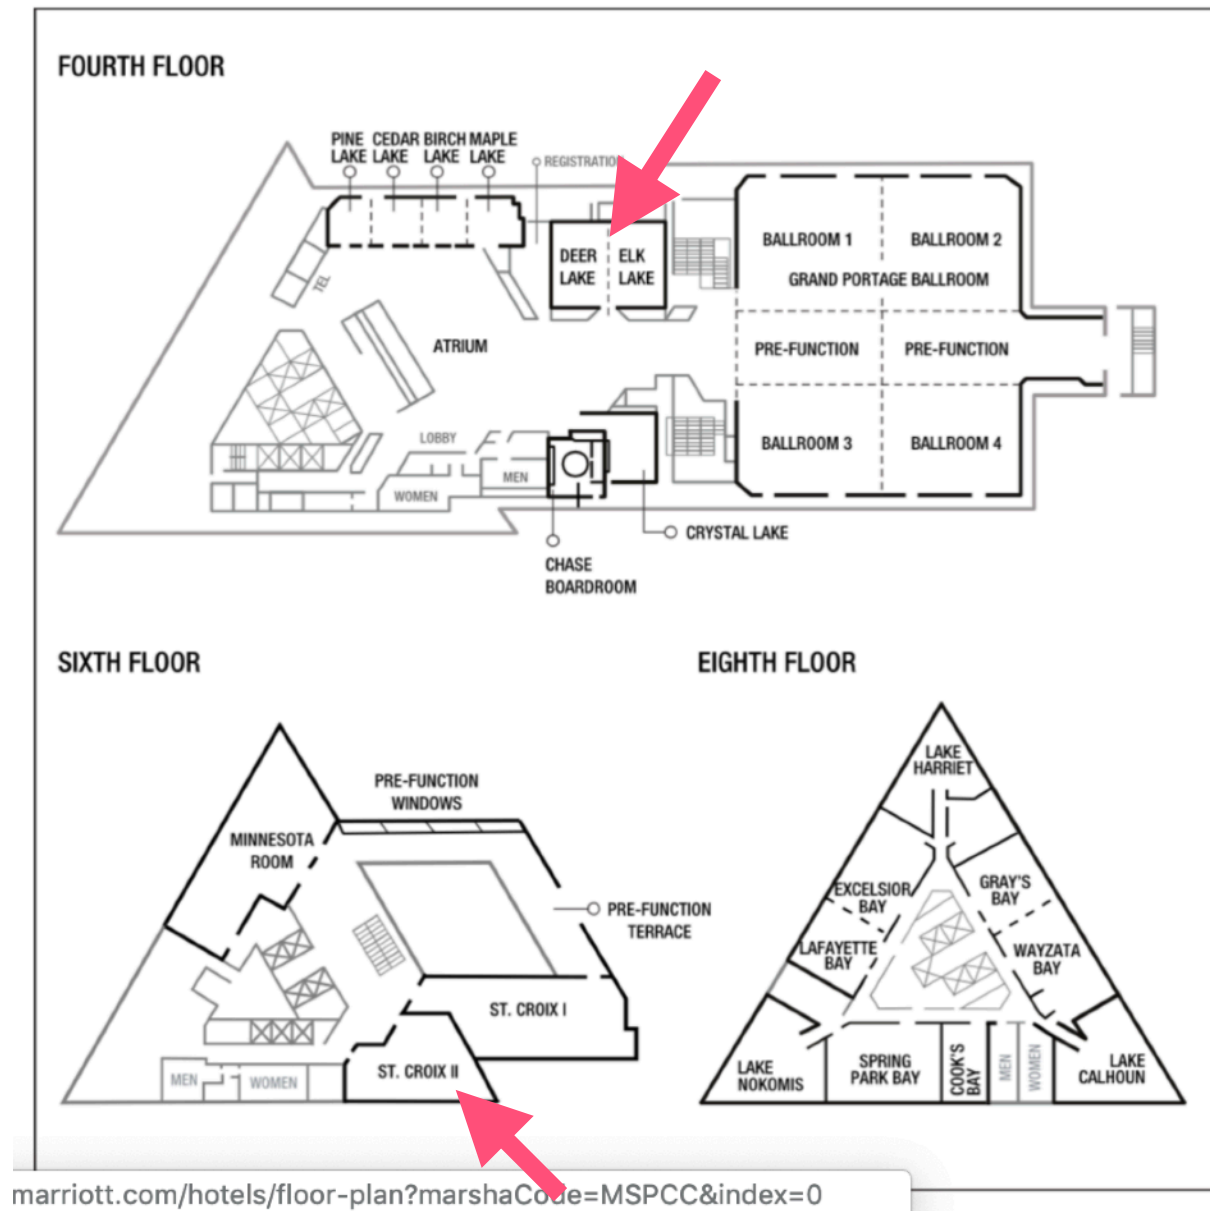 FOURTH FLOOR
PINE LAKE
CEDAR LAKE
BIRCH LAKE
MAPLE LAKE
REGISTRATION
TEL
ATRIUM
DEER LAKE
ELK LAKE
BALLROOM 1
BALLROOM 2
GRAND PORTAGE BALLROOM
PRE-FUNCTION
PRE-FUNCTION
BALLROOM 3
BALLROOM 4
LOBBY
MEN
WOMEN
CRYSTAL LAKE
CHASE
BOARDROOM
SIXTH FLOOR
PRE-FUNCTION
WINDOWS
MINNESOTA
ROOM
PRE-FUNCTION
TERRACE
ST. CROIX I
ST. CROIX II
MEN
WOMEN
EIGHTH FLOOR
LAKE
HARRIET
EXCELSIOR
BAY
GRAY'S
BAY
LAFAYETTE
BAY
WAYZATA
BAY
LAKE
NOKOMIS
SPRING
PARK BAY
COOK'S
BAY
MEN
WOMEN
LAKE
CALHOUN
marriott.com/hotels/floor-plan?marshaCode=MSPCC&index=0